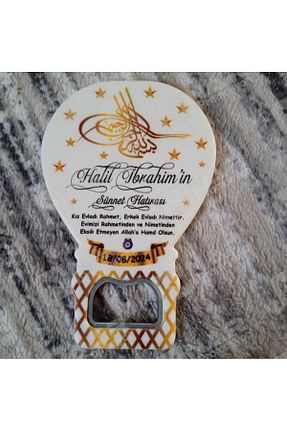 Halil İbrahim'in
Sünnet Hatırası
Kız Evladı Rahmet, Erkek Evladı Nimettir.
Evimizi Rahmetinden ve Nimetinden
Eksik Etmeyen Allah'a Hamd Olsun.
18/06/2024